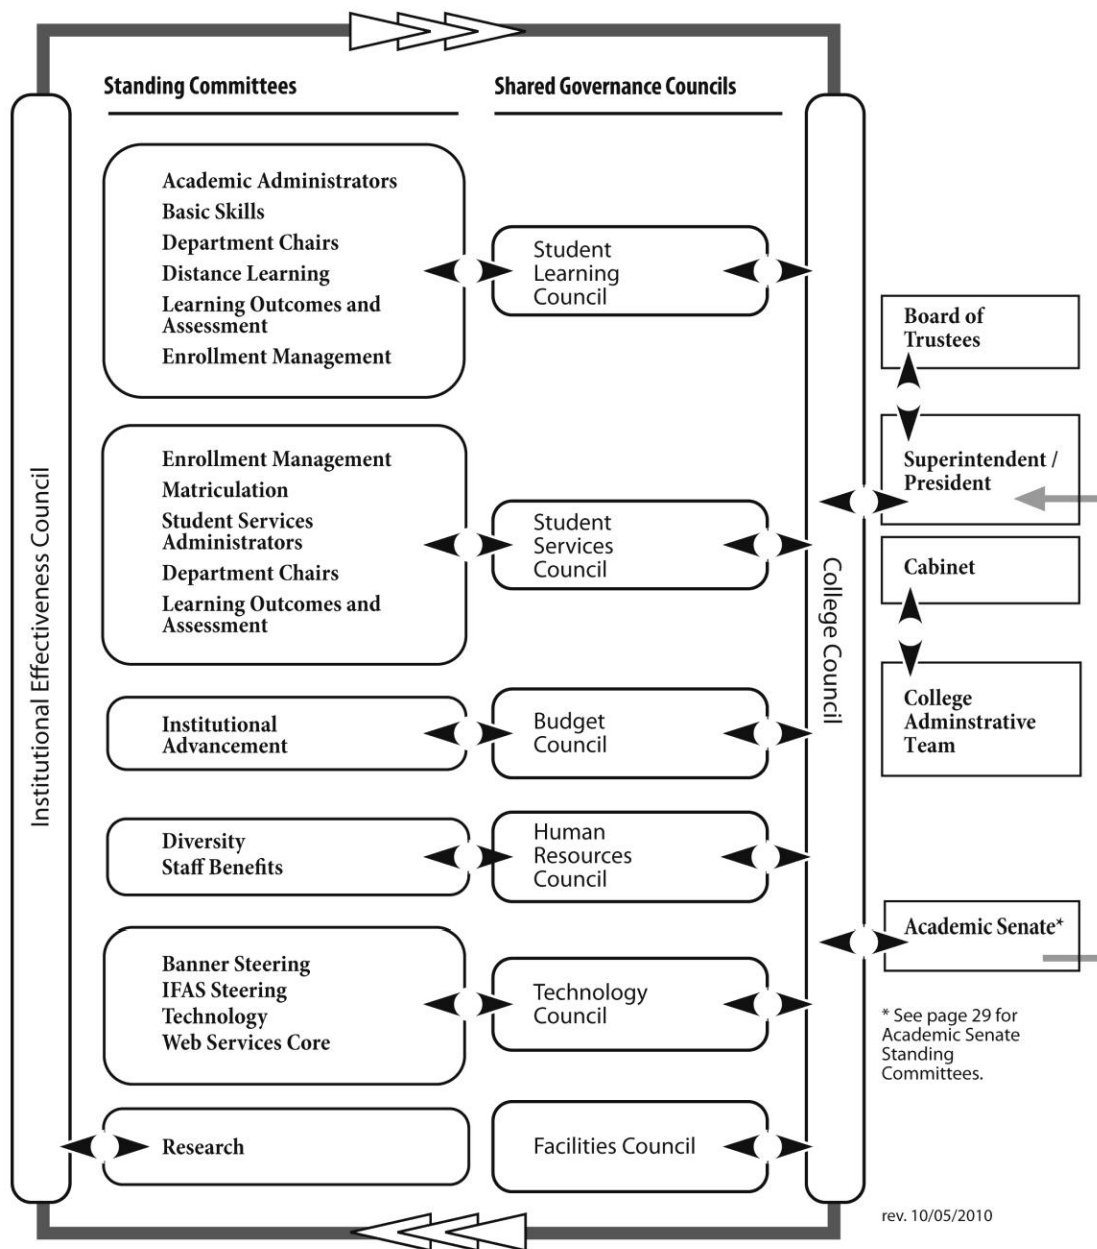 Standing Committees
Shared Governance Councils
Institutional Effectiveness Council
Academic Administrators
Basic Skills
Department Chairs
Distance Learning
Learning Outcomes and
Assessment
Enrollment Management
Student
Learning
Council
Enrollment Management
Matriculation
Student Services
Administrators
Department Chairs
Learning Outcomes and
Assessment
Student
Services
Council
Institutional
Advancement
Budget
Council
Diversity
Staff Benefits
Human
Resources
Council
Banner Steering
IFAS Steering
Technology
Web Services Core
Technology
Council
Research
Facilities Council
College Council
Board of
Trustees
Superintendent /
President
Cabinet
College
Adminstrative
Team
Academic Senate*
* See page 29 for
Academic Senate
Standing
Committees.
rev. 10/05/2010